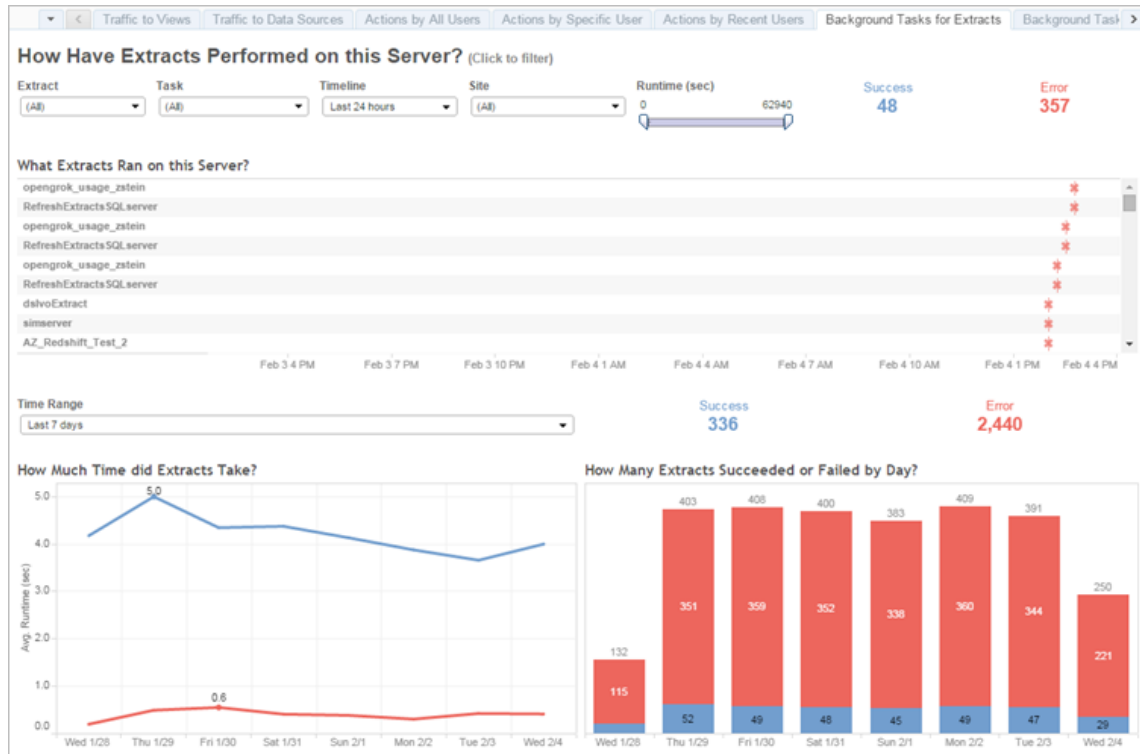 Traffic to Views Traffic to Data Sources Actions by All Users Actions by Specific User Actions by Recent Users Background Tasks for Extracts Background Task
How Have Extracts Performed on this Server? (Click to filter)
Extract Task Timeline Site Runtime (sec) Success Error
(All) (All) Last 24 hours (All) 0 62940 48 357
What Extracts Ran on this Server?
opengrok_usage_zstein
RefreshExtractsSQLserver
opengrok_usage_zstein
RefreshExtractsSQLserver
opengrok_usage_zstein
RefreshExtractsSQLserver
dslvoExtract
simserver
AZ_Redshift_Test_2
Feb 3 4 PM Feb 3 7 PM Feb 3 10 PM Feb 4 1 AM Feb 4 4 AM Feb 4 7 AM Feb 4 10 AM Feb 4 1 PM Feb 4 4 PM
Time Range Success Error
Last 7 days 336 2,440
How Much Time did Extracts Take?
5.0
5.0
4.0
3.0
2.0
1.0
0.6
0.0
Avg. Runtime (sec)
Wed 1/28 Thu 1/29 Fri 1/30 Sat 1/31 Sun 2/1 Mon 2/2 Tue 2/3 Wed 2/4
How Many Extracts Succeeded or Failed by Day?
132 403 408 400 383 409 391 250
115 351 359 352 338 360 344 221
52 49 48 45 49 47 29
Wed 1/28 Thu 1/29 Fri 1/30 Sat 1/31 Sun 2/1 Mon 2/2 Tue 2/3 Wed 2/4